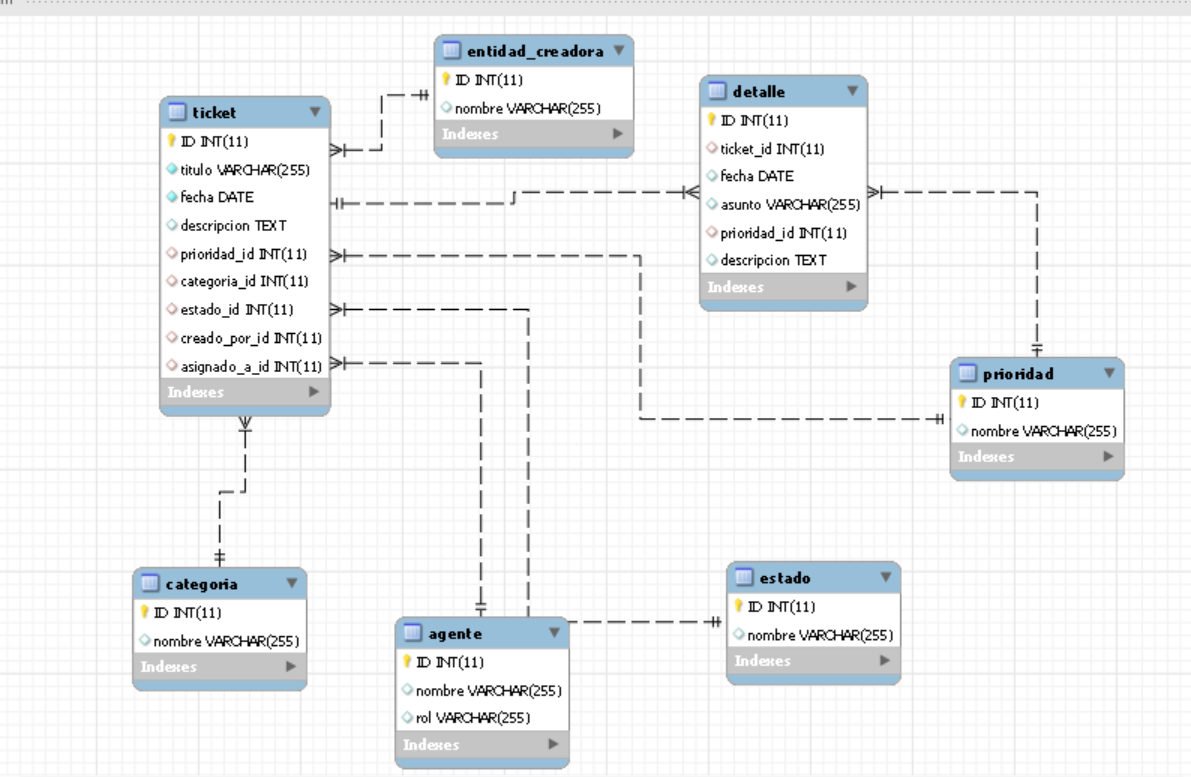 entidad_creadora
ID INT(11)
nombre VARCHAR(255)
Indexes
ticket
ID INT(11)
titulo VARCHAR(255)
fecha DATE
descripcion TEXT
prioridad_id INT(11)
categoria_id INT(11)
estado_id INT(11)
creado_por_id INT(11)
asignado_a_id INT(11)
Indexes
detalle
ID INT(11)
ticket_id INT(11)
fecha DATE
asunto VARCHAR(255)
prioridad_id INT(11)
descripcion TEXT
Indexes
prioridad
ID INT(11)
nombre VARCHAR(255)
Indexes
categoria
ID INT(11)
nombre VARCHAR(255)
Indexes
agente
ID INT(11)
nombre VARCHAR(255)
rol VARCHAR(255)
Indexes
estado
ID INT(11)
nombre VARCHAR(255)
Indexes